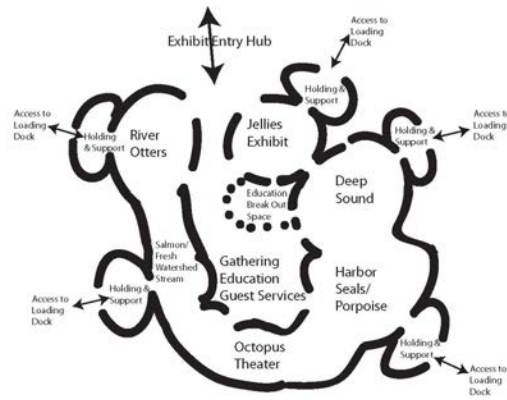 Exhibit Entry Hub
Access to
Loading
Dock
Holding &
Support
Access to
Loading
Dock
Holding
& Support
River
Otters
Jellies
Exhibit
Holding &
Support
Access to
Loading
Dock
Education
Break Out
Space
Deep
Sound
Salmon/
Fresh
Watershed
Stream
Gathering
Education
Guest Services
Harbor
Seals/
Porpoise
Access to
Loading
Dock
Holding
& Support
Octopus
Theater
Holding
& Support
Access to
Loading
Dock